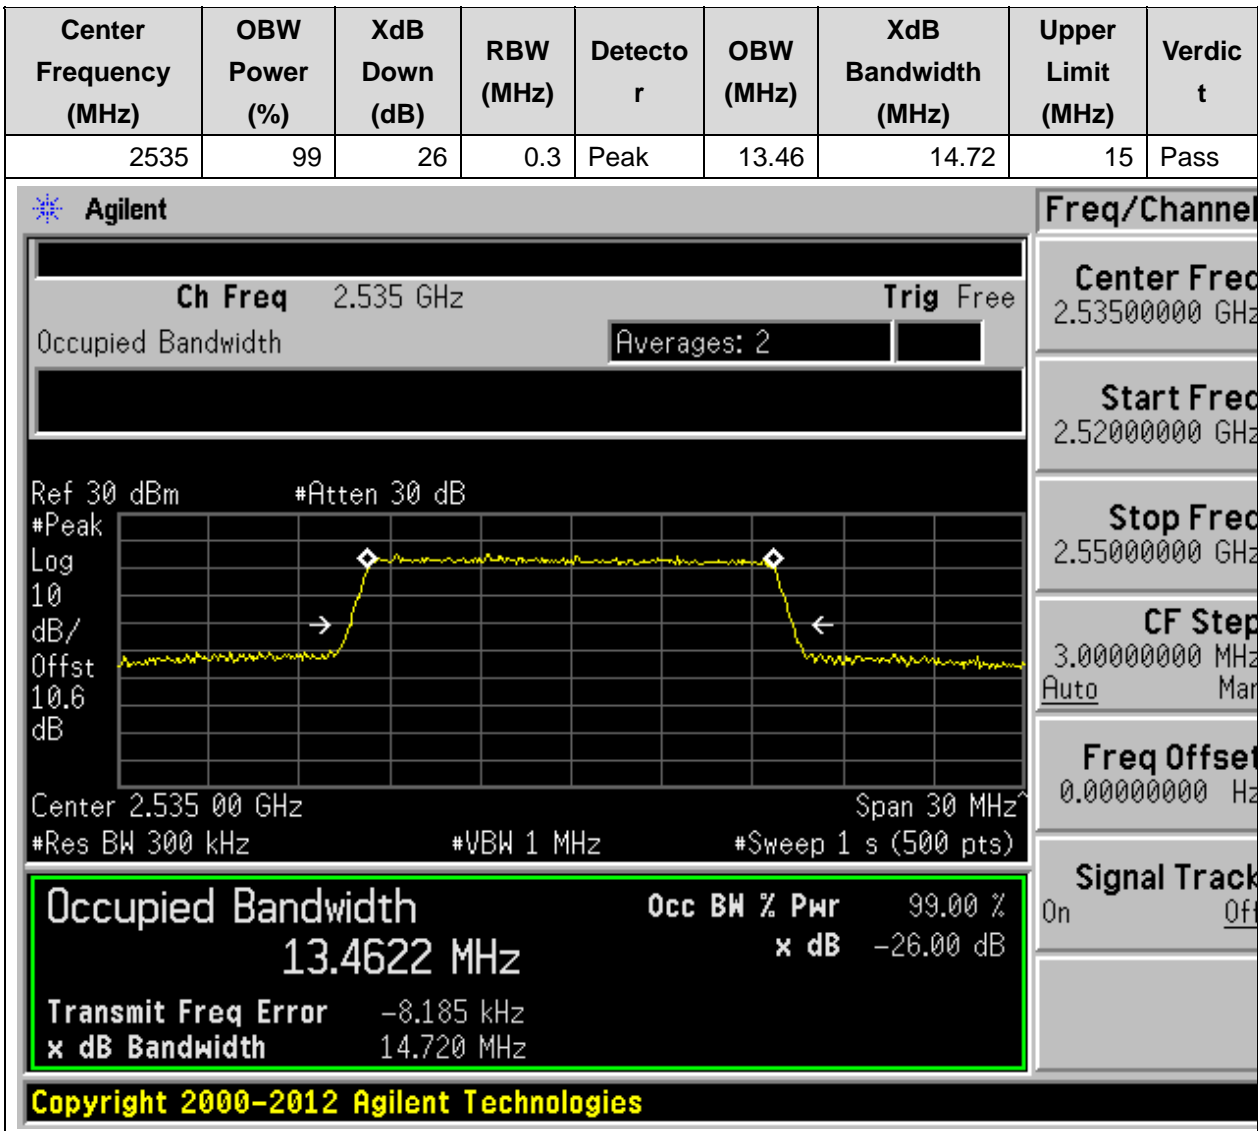 Center Frequency (MHz) OBW Power (%) XdB Down (dB) RBW (MHz) Detector OBW (MHz) XdB Bandwidth (MHz) Upper Limit (MHz) Verdict
2535 99 26 0.3 Peak 13.46 14.72 15 Pass
Agilent
Freq/Channel
Ch Freq 2.535 GHz Trig Free
Occupied Bandwidth Averages: 2
Center Freq
2.53500000 GHz
Start Freq
2.52000000 GHz
Stop Freq
2.55000000 GHz
CF Step
3.00000000 MHz
Auto Man
Freq Offset
0.00000000 Hz
Signal Track
On Off
Ref 30 dBm #Atten 30 dB
#Peak
Log
10
dB/
Offst
10.6
dB
Center 2.535 00 GHz Span 30 MHz^
#Res BW 300 kHz #VBW 1 MHz #Sweep 1 s (500 pts)
Occupied Bandwidth
13.4622 MHz
Occ BW % Pwr 99.00 %
x dB -26.00 dB
Transmit Freq Error -8.185 kHz
x dB Bandwidth 14.720 MHz
Copyright 2000-2012 Agilent Technologies